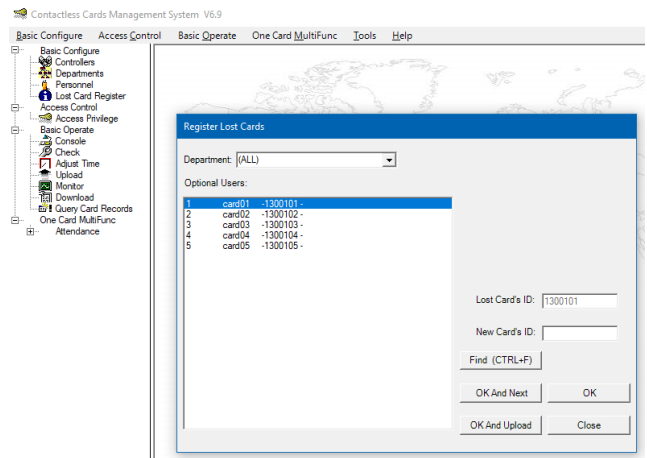 Contactless Cards Management System V6.9
Basic Configure Access Control Basic Operate One Card MultiFunc Tools Help
Basic Configure
Controllers
Departments
Personnel
Lost Card Register
Access Control
Access Privilege
Basic Operate
Console
Check
Adjust Time
Upload
Monitor
Download
Query Card Records
One Card MultiFunc
Attendance
Register Lost Cards
Department: (ALL)
Optional Users:
1 card01 -1300101 -
2 card02 -1300102 -
3 card03 -1300103 -
4 card04 -1300104 -
5 card05 -1300105 -
Lost Card's ID: 1300101
New Card's ID:
Find (CTRL+F)
OK And Next OK
OK And Upload Close